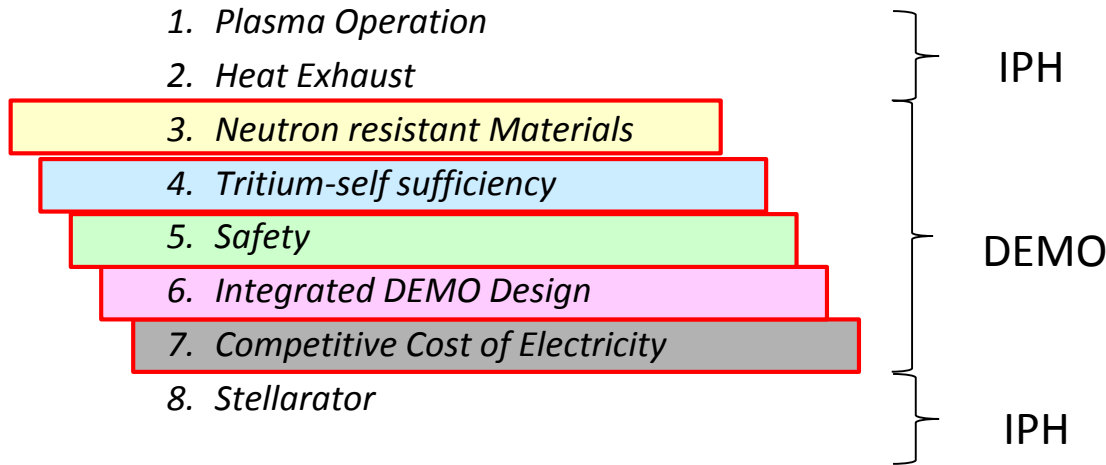 1. Plasma Operation
2. Heat Exhaust
IPH
3. Neutron resistant Materials
4. Tritium-self sufficiency
5. Safety
DEMO
6. Integrated DEMO Design
7. Competitive Cost of Electricity
8. Stellarator
IPH